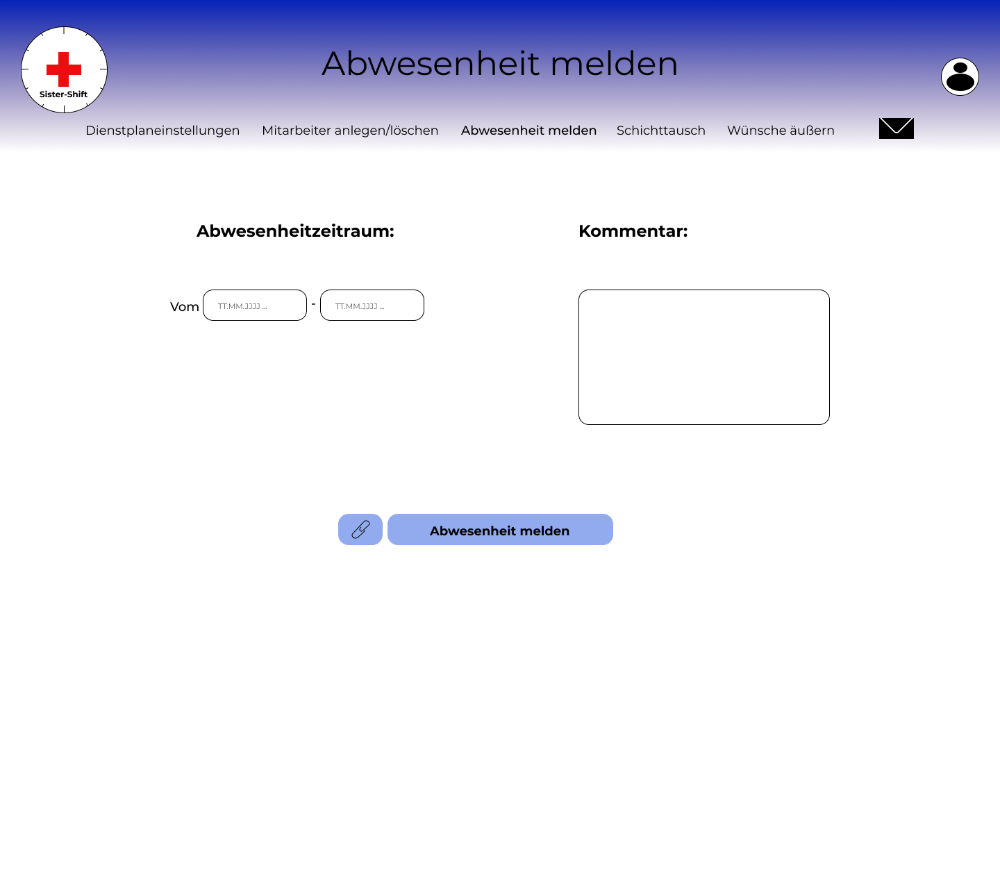 Abwesenheit melden
Sister-Shift
Dienstplaneinstellungen Mitarbeiter anlegen/löschen Abwesenheit melden Schichttausch Wünsche äußern
Abwesenheitzeitraum:
Kommentar:
Vom TT.MM.JJJJ ... - TT.MM.JJJJ ...
Abwesenheit melden